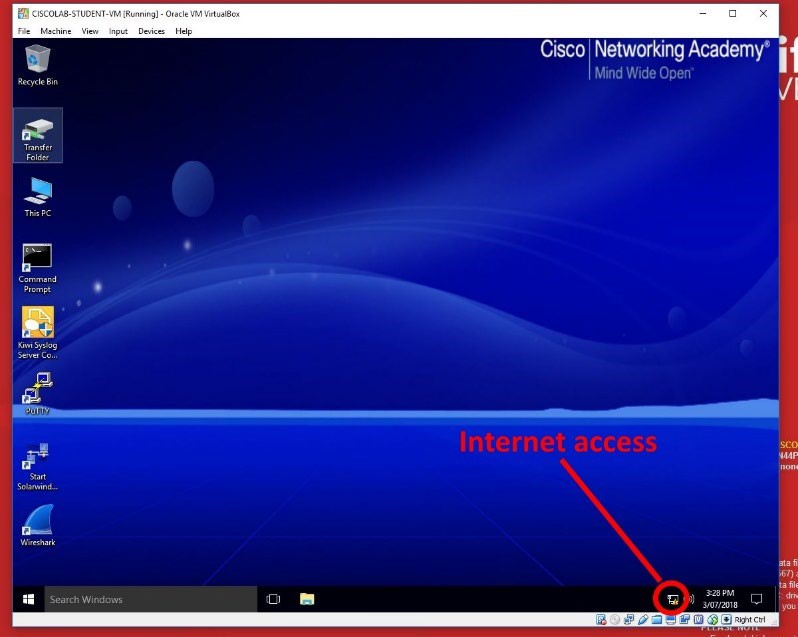 CISCOLAB-STUDENT-VM [Running] - Oracle VM VirtualBox
File Machine View Input Devices Help
Cisco Networking Academy®
Mind Wide Open™
Recycle Bin
Transfer
Folder
This PC
Command
Prompt
Kiwi Syslog
Server Co...
PuTTY
Start
Solarwind...
Wireshark
Internet access
Search Windows
3:28 PM
3/07/2018
Right Ctrl
PLEASE NOTE